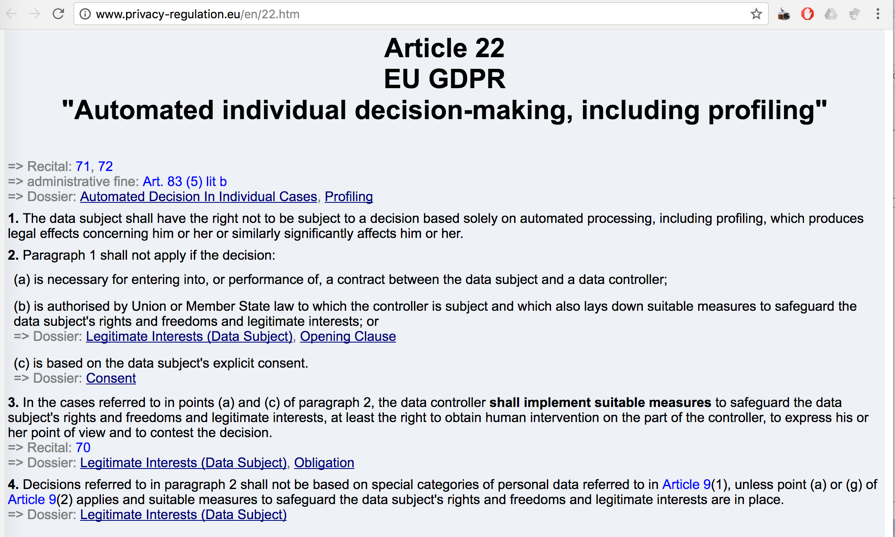 www.privacy-regulation.eu/en/22.htm
Article 22
EU GDPR
"Automated individual decision-making, including profiling"
=> Recital: 71, 72
=> administrative fine: Art. 83 (5) lit b
=> Dossier: Automated Decision In Individual Cases, Profiling
1. The data subject shall have the right not to be subject to a decision based solely on automated processing, including profiling, which produces
legal effects concerning him or her or similarly significantly affects him or her.
2. Paragraph 1 shall not apply if the decision:
(a) is necessary for entering into, or performance of, a contract between the data subject and a data controller;
(b) is authorised by Union or Member State law to which the controller is subject and which also lays down suitable measures to safeguard the
data subject's rights and freedoms and legitimate interests; or
=> Dossier: Legitimate Interests (Data Subject), Opening Clause
(c) is based on the data subject's explicit consent.
=> Dossier: Consent
3. In the cases referred to in points (a) and (c) of paragraph 2, the data controller shall implement suitable measures to safeguard the data
subject's rights and freedoms and legitimate interests, at least the right to obtain human intervention on the part of the controller, to express his or
her point of view and to contest the decision.
=> Recital: 70
=> Dossier: Legitimate Interests (Data Subject), Obligation
4. Decisions referred to in paragraph 2 shall not be based on special categories of personal data referred to in Article 9(1), unless point (a) or (g) of
Article 9(2) applies and suitable measures to safeguard the data subject's rights and freedoms and legitimate interests are in place.
=> Dossier: Legitimate Interests (Data Subject)